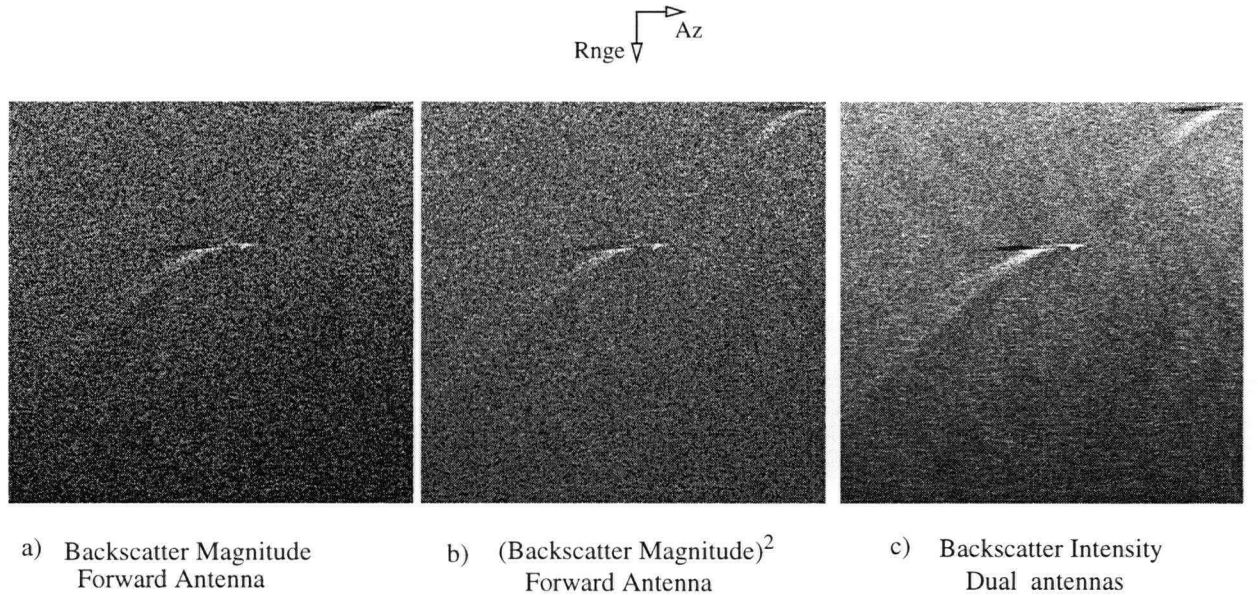 Az
Rnge
a) Backscatter Magnitude
Forward Antenna
b) (Backscatter Magnitude)²
Forward Antenna
c) Backscatter Intensity
Dual antennas